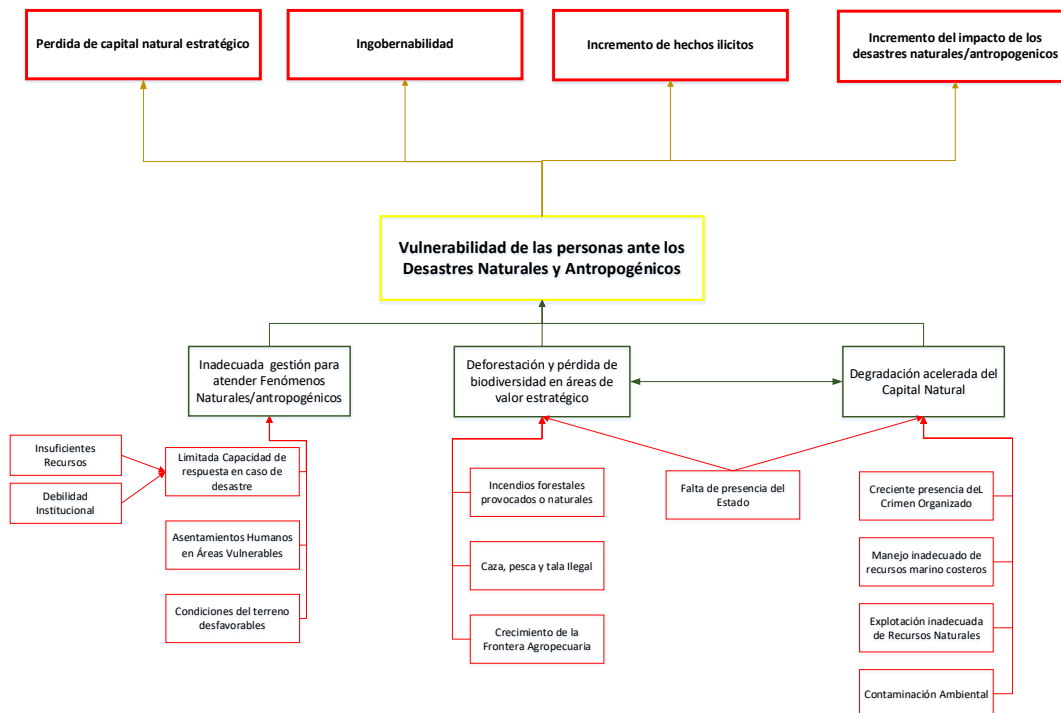 Perdida de capital natural estratégico
Ingobernabilidad
Incremento de hechos ilicitos
Incremento del impacto de los
desastres naturales/antropogenicos
Vulnerabilidad de las personas ante los
Desastres Naturales y Antropogénicos
Inadecuada gestión para
atender Fenómenos
Naturales/antropogénicos
Deforestación y pérdida de
biodiversidad en áreas de
valor estratégico
Degradación acelerada del
Capital Natural
Insuficientes
Recursos
Debilidad
Institucional
Limitada Capacidad de
respuesta en caso de
desastre
Asentamientos Humanos
en Áreas Vulnerables
Condiciones del terreno
desfavorables
Incendios forestales
provocados o naturales
Caza, pesca y tala Ilegal
Crecimiento de la
Frontera Agropecuaria
Falta de presencia del
Estado
Creciente presencia deL
Crimen Organizado
Manejo inadecuado de
recursos marino costeros
Explotación inadecuada
de Recursos Naturales
Contaminación Ambiental